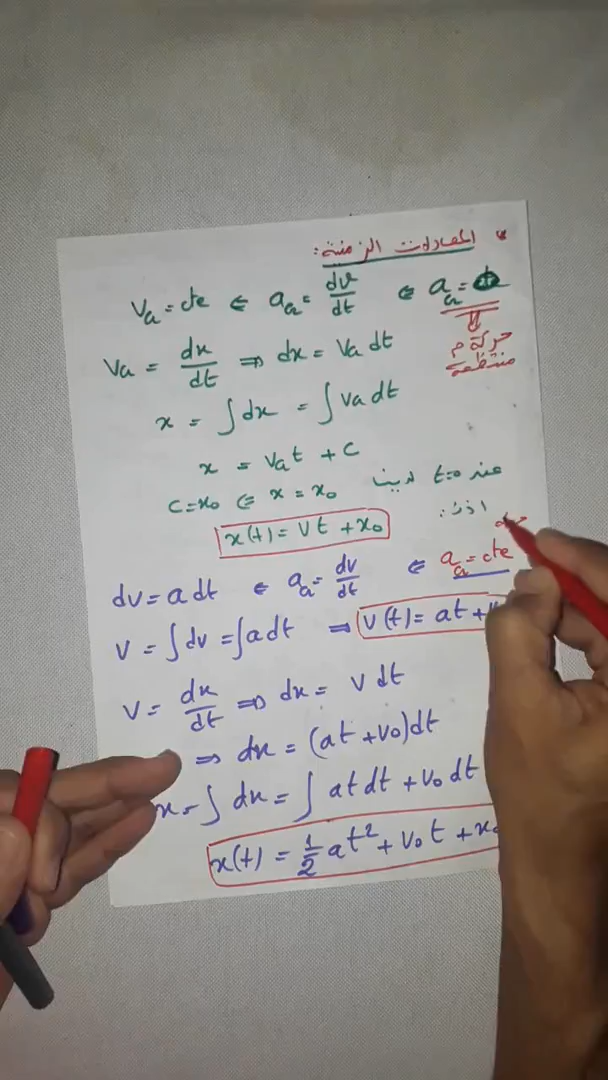 * المعادلات الزمنية:
Va = cte ⇐ aa = dv/dt ⇐ aa =
Va = dx/dt ⇒ dx = Va dt
حركة م
منتظمة
x = ∫dx = ∫Va dt
x = Vat + C
عند t=0 لدينا x = x0 ⇐ C = x0
اذن:
x(t) = Vt + x0
حركة
dv = a dt ⇐ aa = dv/dt ⇐ aa = cte
V = ∫dv = ∫a dt ⇒ V(t) = at +
V = dx/dt ⇒ dx = V dt
⇒ dx = (at + V0)dt
x = ∫dx = ∫at dt + V0 dt
x(t) = 1/2 at² + V0 t + x0